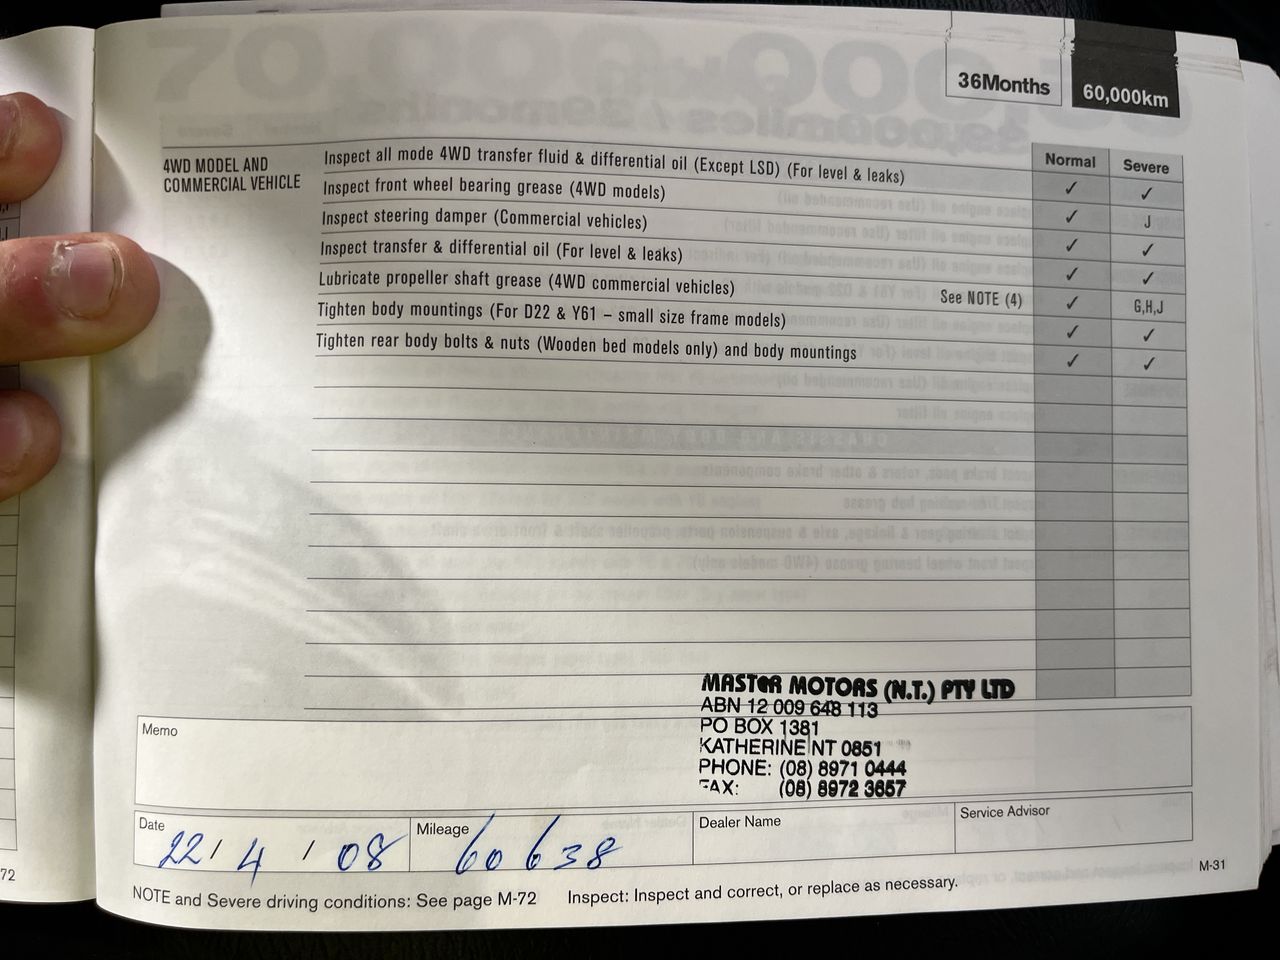 36Months
60,000km
4WD MODEL AND
COMMERCIAL VEHICLE
Normal Severe
Inspect all mode 4WD transfer fluid & differential oil (Except LSD) (For level & leaks) ✓ ✓
Inspect front wheel bearing grease (4WD models) ✓ J
Inspect steering damper (Commercial vehicles) ✓ ✓
Inspect transfer & differential oil (For level & leaks) ✓ ✓
Lubricate propeller shaft grease (4WD commercial vehicles) See NOTE (4) ✓ G,H,J
Tighten body mountings (For D22 & Y61 – small size frame models) ✓ ✓
Tighten rear body bolts & nuts (Wooden bed models only) and body mountings ✓ ✓
MASTER MOTORS (N.T.) PTY LTD
ABN 12 009 648 113
PO BOX 1381
KATHERINE NT 0851
PHONE: (08) 8971 0444
FAX: (08) 8972 3657
Memo
Date 22/4/08
Mileage 60638
Dealer Name
Service Advisor
NOTE and Severe driving conditions: See page M-72 Inspect: Inspect and correct, or replace as necessary.
M-31
72